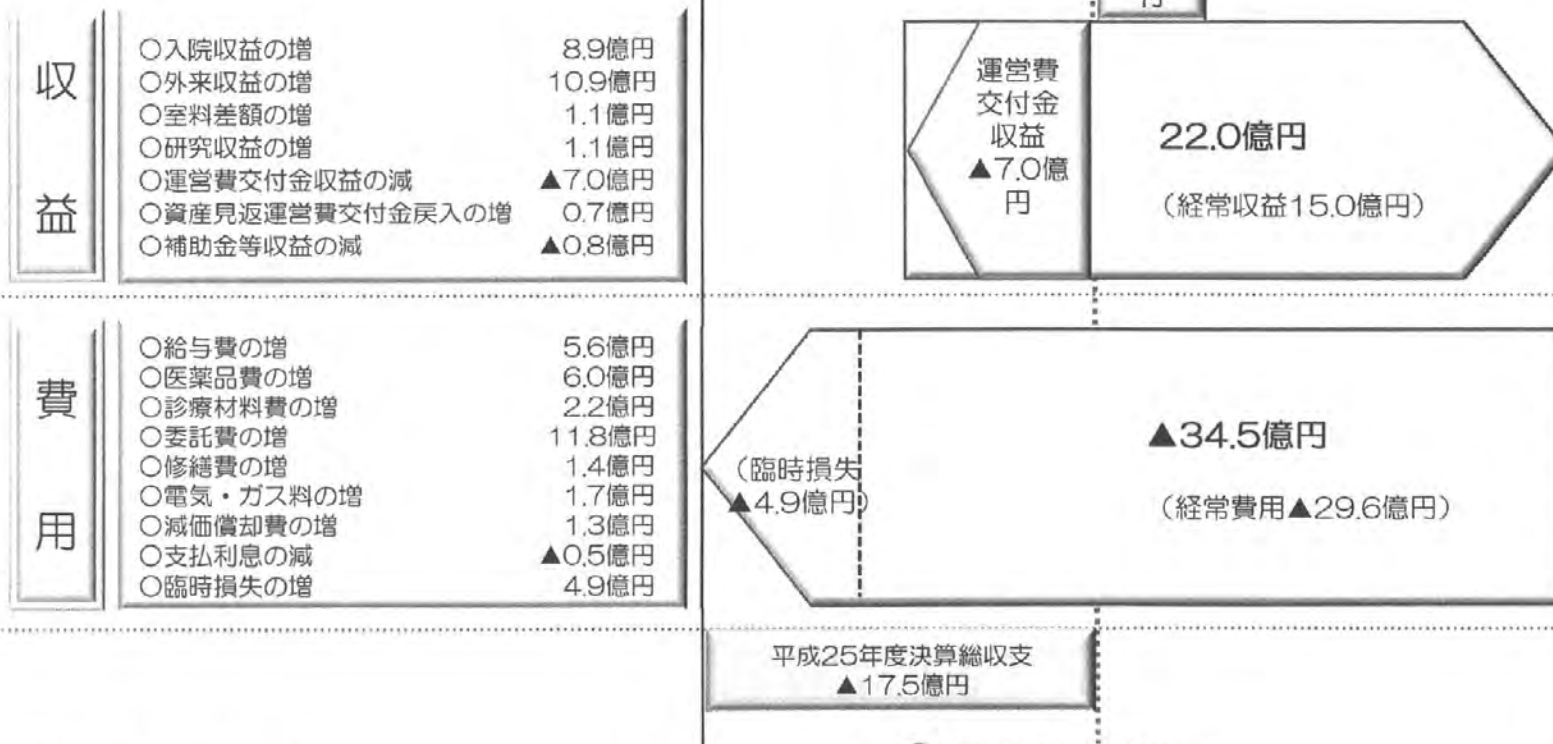 収益
○入院収益の増 8.9億円
○外来収益の増 10.9億円
○室料差額の増 1.1億円
○研究収益の増 1.1億円
○運営費交付金収益の減 ▲7.0億円
○資産見返運営費交付金戻入の増 0.7億円
○補助金等収益の減 ▲0.8億円
運営費
交付金
収益
▲7.0億
円
22.0億円
（経常収益15.0億円）
費用
○給与費の増 5.6億円
○医薬品費の増 6.0億円
○診療材料費の増 2.2億円
○委託費の増 11.8億円
○修繕費の増 1.4億円
○電気・ガス料の増 1.7億円
○減価償却費の増 1.3億円
○支払利息の減 ▲0.5億円
○臨時損失の増 4.9億円
（臨時損失
▲4.9億円）
▲34.5億円
（経常費用▲29.6億円）
平成25年度決算総収支
▲17.5億円